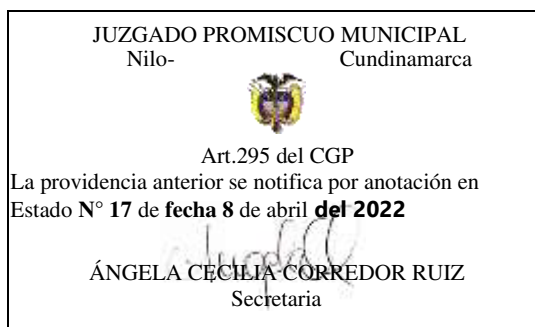 JUZGADO PROMISCUO MUNICIPAL
Nilo- Cundinamarca
Art.295 del CGP
La providencia anterior se notifica por anotación en
Estado N° 17 de fecha 8 de abril del 2022
ÁNGELA CECILIA CORREDOR RUIZ
Secretaria